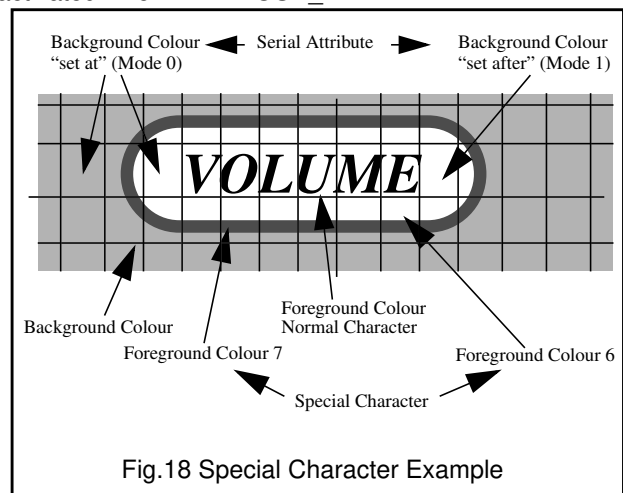 Background Colour
“set at” (Mode 0)
Serial Attribute
Background Colour
“set after” (Mode 1)
VOLUME
Foreground Colour
Normal Character
Background Colour
Foreground Colour 7
Foreground Colour 6
Special Character
Fig.18 Special Character Example